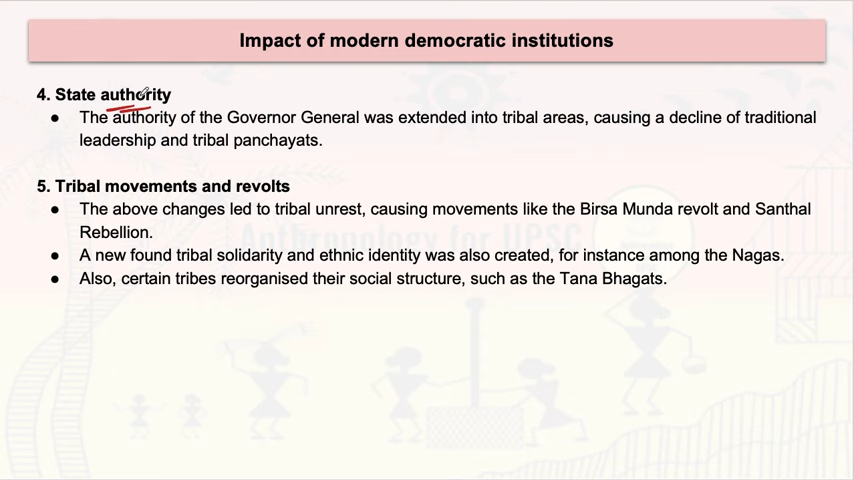 Impact of modern democratic institutions
4. State authority
● The authority of the Governor General was extended into tribal areas, causing a decline of traditional
leadership and tribal panchayats.
5. Tribal movements and revolts
● The above changes led to tribal unrest, causing movements like the Birsa Munda revolt and Santhal
Rebellion.
Anthropology for UPSC
● A new found tribal solidarity and ethnic identity was also created, for instance among the Nagas.
● Also, certain tribes reorganised their social structure, such as the Tana Bhagats.